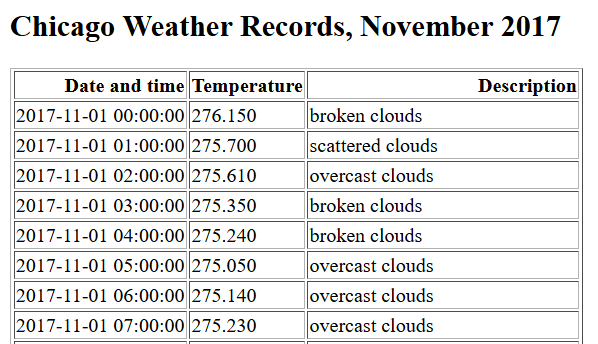 Chicago Weather Records, November 2017
Date and time Temperature Description
2017-11-01 00:00:00 276.150 broken clouds
2017-11-01 01:00:00 275.700 scattered clouds
2017-11-01 02:00:00 275.610 overcast clouds
2017-11-01 03:00:00 275.350 broken clouds
2017-11-01 04:00:00 275.240 broken clouds
2017-11-01 05:00:00 275.050 overcast clouds
2017-11-01 06:00:00 275.140 overcast clouds
2017-11-01 07:00:00 275.230 overcast clouds